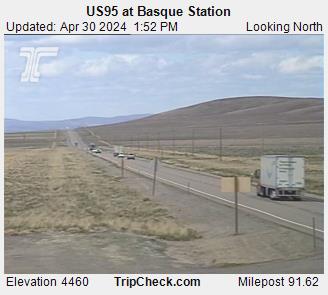 US95 at Basque Station
Updated: Apr 30 2024 1:52 PM Looking North
Elevation 4460 TripCheck.com Milepost 91.62